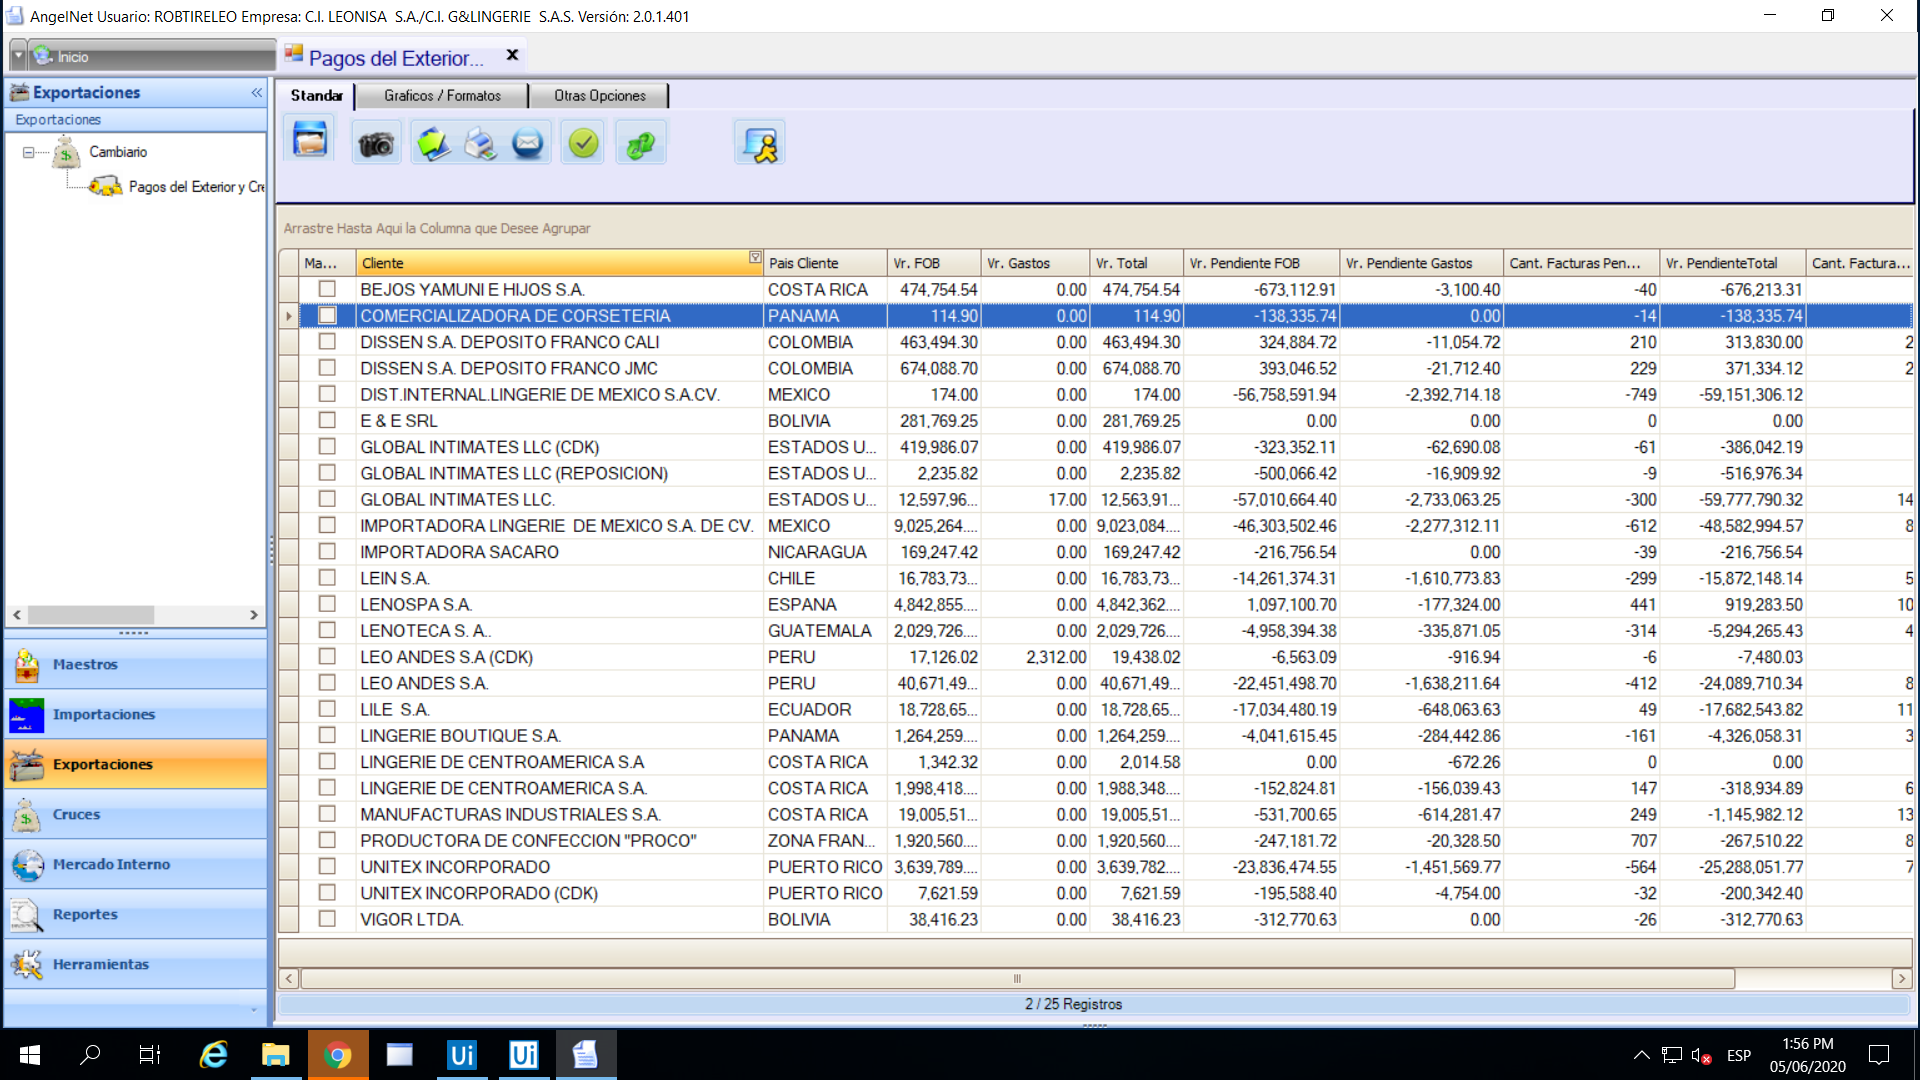 AngelNet Usuario: ROBTIRELEO Empresa: C.I. LEONISA  S.A./C.I. G&LINGERIE  S.A.S. Versión: 2.0.1.401
Inicio
Pagos del Exterior...
Exportaciones
Standar Graficos / Formatos Otras Opciones
Exportaciones
Cambiario
Pagos del Exterior y Cre
Arrastre Hasta Aqui la Columna que Desee Agrupar
Ma... Cliente Pais Cliente Vr. FOB Vr. Gastos Vr. Total Vr. Pendiente FOB Vr. Pendiente Gastos Cant. Facturas Pen... Vr. PendienteTotal Cant. Factura...
BEJOS YAMUNI E HIJOS S.A. COSTA RICA 474,754.54 0.00 474,754.54 -673,112.91 -3,100.40 -40 -676,213.31
COMERCIALIZADORA DE CORSETERIA PANAMA 114.90 0.00 114.90 -138,335.74 0.00 -14 -138,335.74
DISSEN S.A. DEPOSITO FRANCO CALI COLOMBIA 463,494.30 0.00 463,494.30 324,884.72 -11,054.72 210 313,830.00 2
DISSEN S.A. DEPOSITO FRANCO JMC COLOMBIA 674,088.70 0.00 674,088.70 393,046.52 -21,712.40 229 371,334.12 2
DIST.INTERNAL.LINGERIE DE MEXICO S.A.CV. MEXICO 174.00 0.00 174.00 -56,758,591.94 -2,392,714.18 -749 -59,151,306.12
E & E SRL BOLIVIA 281,769.25 0.00 281,769.25 0.00 0.00 0 0.00
GLOBAL INTIMATES LLC (CDK) ESTADOS U... 419,986.07 0.00 419,986.07 -323,352.11 -62,690.08 -61 -386,042.19
GLOBAL INTIMATES LLC (REPOSICION) ESTADOS U... 2,235.82 0.00 2,235.82 -500,066.42 -16,909.92 -9 -516,976.34
GLOBAL INTIMATES LLC. ESTADOS U... 12,597,96... 17.00 12,563,91... -57,010,664.40 -2,733,063.25 -300 -59,777,790.32 14
IMPORTADORA LINGERIE  DE MEXICO S.A. DE CV. MEXICO 9,025,264.... 0.00 9,023,084.... -46,303,502.46 -2,277,312.11 -612 -48,582,994.57 8
IMPORTADORA SACARO NICARAGUA 169,247.42 0.00 169,247.42 -216,756.54 0.00 -39 -216,756.54
LEIN S.A. CHILE 16,783,73... 0.00 16,783,73... -14,261,374.31 -1,610,773.83 -299 -15,872,148.14 5
LENOSPA S.A. ESPANA 4,842,855.... 0.00 4,842,362.... 1,097,100.70 -177,324.00 441 919,283.50 10
LENOTECA S. A.. GUATEMALA 2,029,726.... 0.00 2,029,726.... -4,958,394.38 -335,871.05 -314 -5,294,265.43 4
LEO ANDES S.A (CDK) PERU 17,126.02 2,312.00 19,438.02 -6,563.09 -916.94 -6 -7,480.03
LEO ANDES S.A. PERU 40,671,49... 0.00 40,671,49... -22,451,498.70 -1,638,211.64 -412 -24,089,710.34 8
LILE  S.A. ECUADOR 18,728,65... 0.00 18,728,65... -17,034,480.19 -648,063.63 49 -17,682,543.82 11
LINGERIE BOUTIQUE S.A. PANAMA 1,264,259.... 0.00 1,264,259.... -4,041,615.45 -284,442.86 -161 -4,326,058.31 3
LINGERIE DE CENTROAMERICA S.A COSTA RICA 1,342.32 0.00 2,014.58 0.00 -672.26 0 0.00
LINGERIE DE CENTROAMERICA S.A. COSTA RICA 1,998,418.... 0.00 1,988,348.... -152,824.81 -156,039.43 147 -318,934.89 6
MANUFACTURAS INDUSTRIALES S.A. COSTA RICA 19,005,51... 0.00 19,005,51... -531,700.65 -614,281.47 249 -1,145,982.12 13
PRODUCTORA DE CONFECCION "PROCO" ZONA FRAN... 1,920,560.... 0.00 1,920,560.... -247,181.72 -20,328.50 707 -267,510.22 8
UNITEX INCORPORADO PUERTO RICO 3,639,789.... 0.00 3,639,782.... -23,836,474.55 -1,451,569.77 -564 -25,288,051.77 7
UNITEX INCORPORADO (CDK) PUERTO RICO 7,621.59 0.00 7,621.59 -195,588.40 -4,754.00 -32 -200,342.40
VIGOR LTDA. BOLIVIA 38,416.23 0.00 38,416.23 -312,770.63 0.00 -26 -312,770.63
Maestros
Importaciones
Exportaciones
Cruces
Mercado Interno
Reportes
Herramientas
2 / 25 Registros
Ui Ui ESP
1:56 PM
05/06/2020